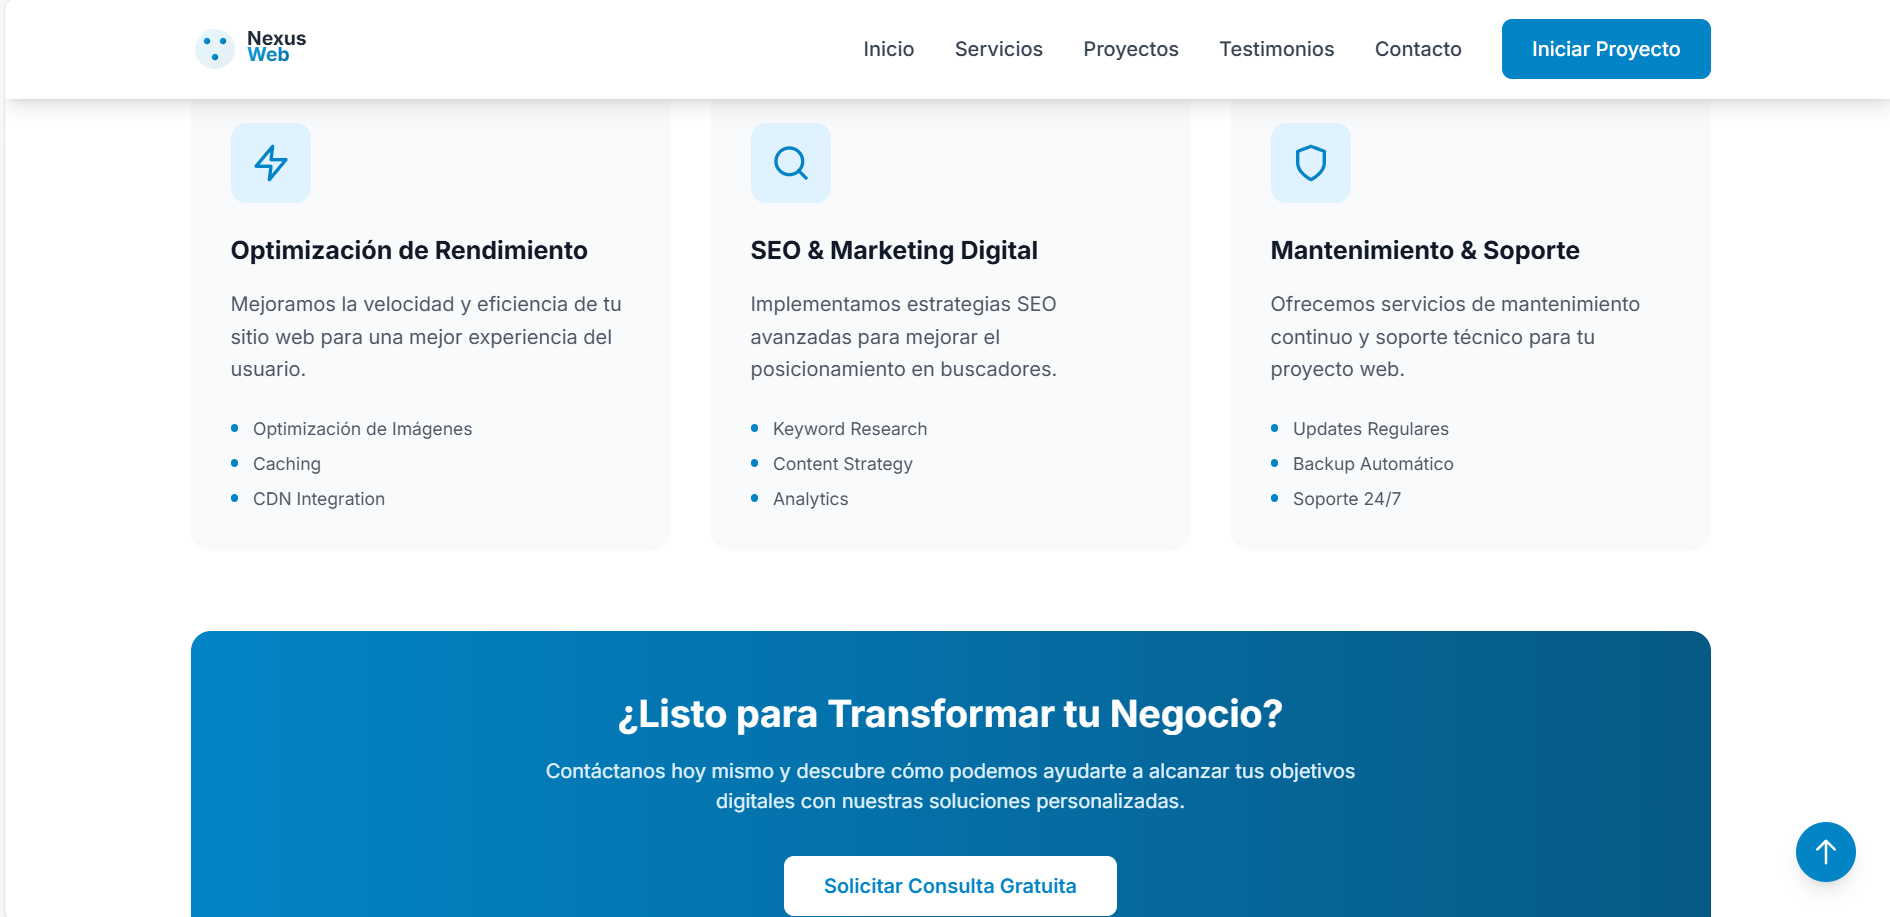 Nexus
Web
Inicio
Servicios
Proyectos
Testimonios
Contacto
Iniciar Proyecto
Optimización de Rendimiento
Mejoramos la velocidad y eficiencia de tu
sitio web para una mejor experiencia del
usuario.
Optimización de Imágenes
Caching
CDN Integration
SEO & Marketing Digital
Implementamos estrategias SEO
avanzadas para mejorar el
posicionamiento en buscadores.
Keyword Research
Content Strategy
Analytics
Mantenimiento & Soporte
Ofrecemos servicios de mantenimiento
continuo y soporte técnico para tu
proyecto web.
Updates Regulares
Backup Automático
Soporte 24/7
¿Listo para Transformar tu Negocio?
Contáctanos hoy mismo y descubre cómo podemos ayudarte a alcanzar tus objetivos
digitales con nuestras soluciones personalizadas.
Solicitar Consulta Gratuita